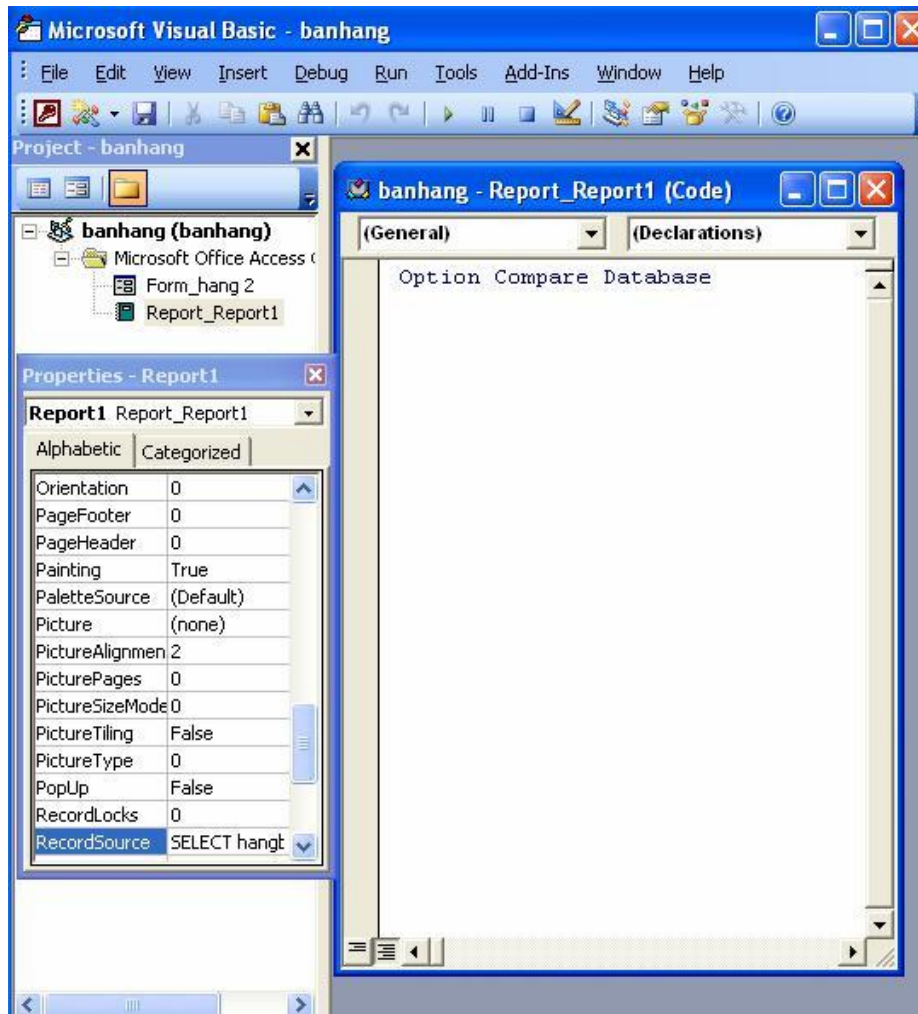 Microsoft Visual Basic - banhang
File Edit View Insert Debug Run Tools Add-Ins Window Help
Project - banhang
banhang (banhang)
Microsoft Office Access
Form_hang 2
Report_Report1
Properties - Report1
Report1 Report_Report1
Alphabetic Categorized
Orientation 0
PageFooter 0
PageHeader 0
Painting True
PaletteSource (Default)
Picture (none)
PictureAlignmen 2
PicturePages 0
PictureSizeMode 0
PictureTiling False
PictureType 0
PopUp False
RecordLocks 0
RecordSource SELECT hangb
banhang - Report_Report1 (Code)
(General) (Declarations)
Option Compare Database